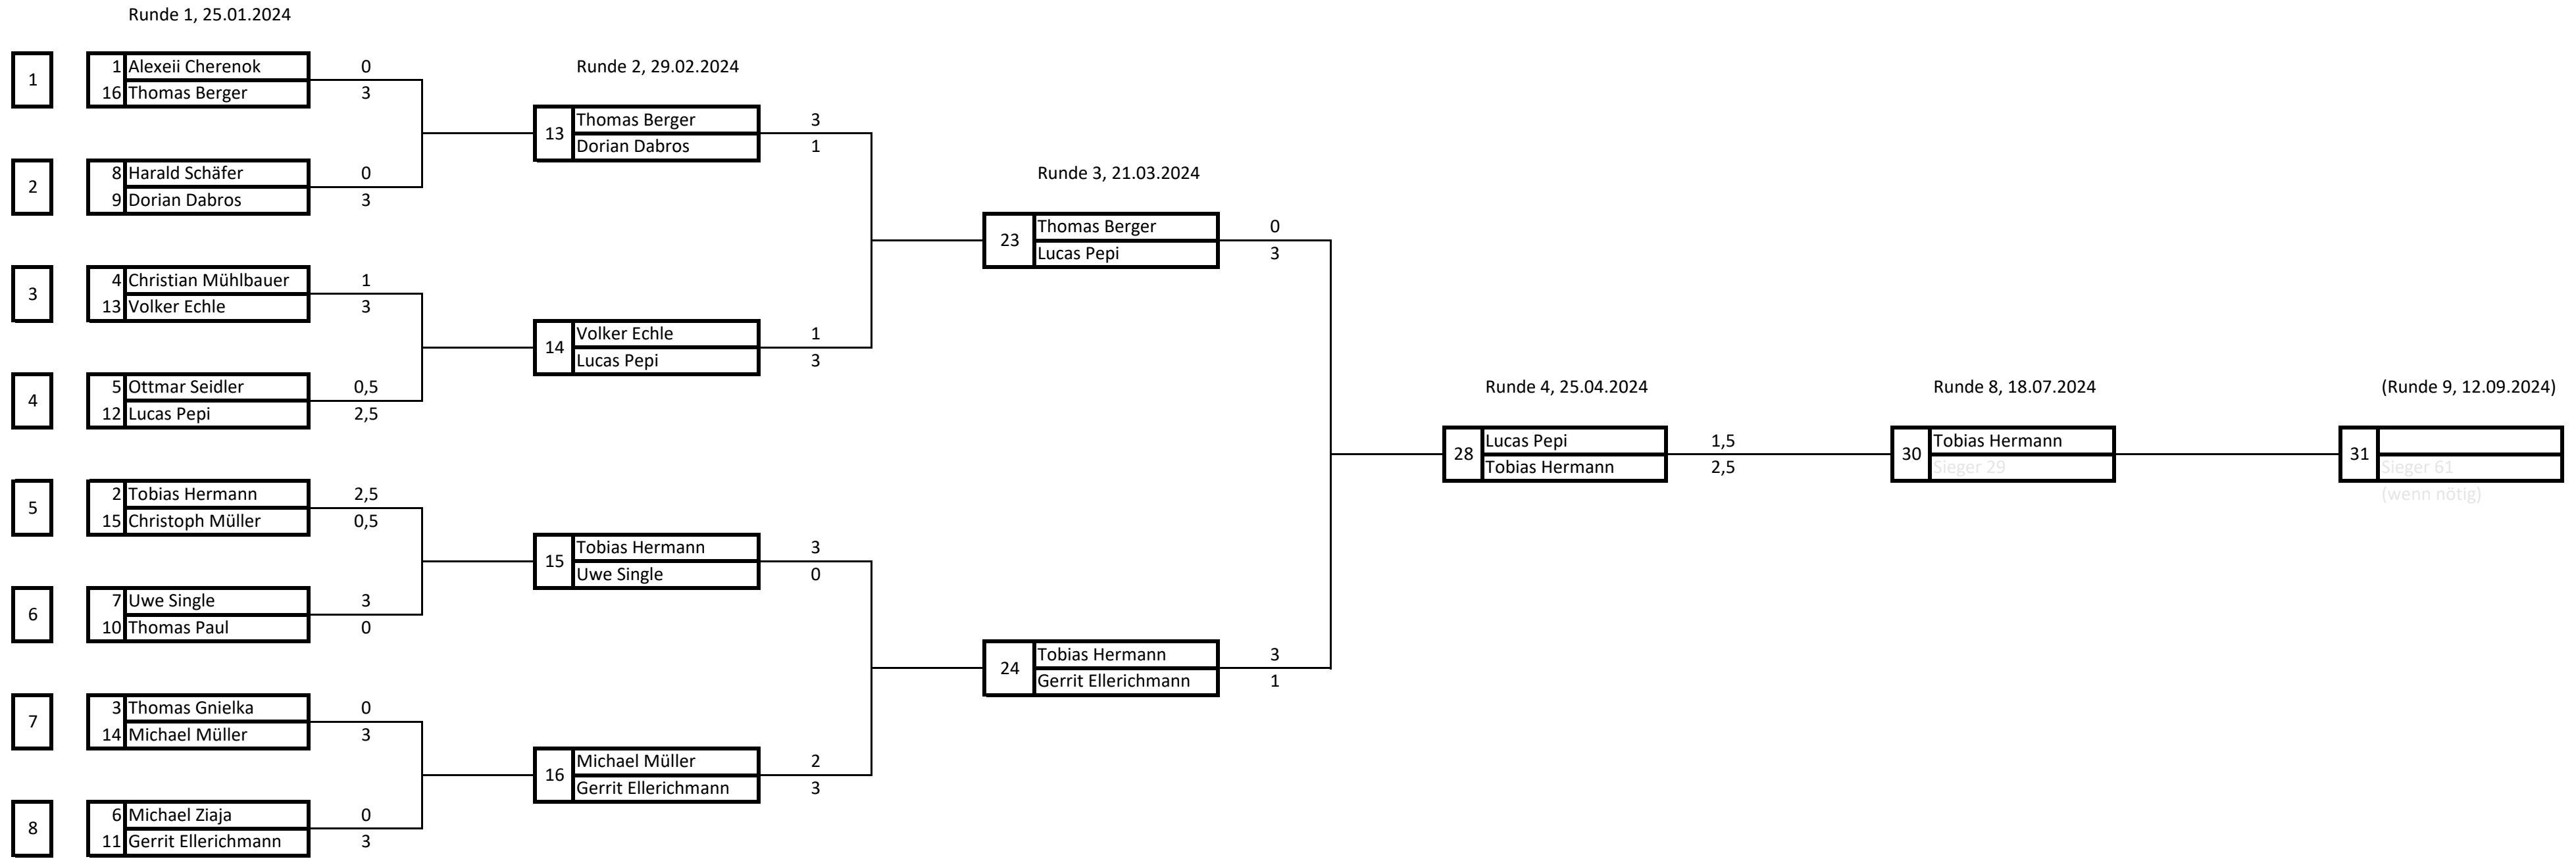 Runde 1, 25.01.2024
1 1 Alexeii Cherenok 0
16 Thomas Berger 3
2 8 Harald Schäfer 0
9 Dorian Dabros 3
3 4 Christian Mühlbauer 1
13 Volker Echle 3
4 5 Ottmar Seidler 0,5
12 Lucas Pepi 2,5
5 2 Tobias Hermann 2,5
15 Christoph Müller 0,5
6 7 Uwe Single 3
10 Thomas Paul 0
7 3 Thomas Gnielka 0
14 Michael Müller 3
8 6 Michael Ziaja 0
11 Gerrit Ellerichmann 3
Runde 2, 29.02.2024
13 Thomas Berger 3
Dorian Dabros 1
14 Volker Echle 1
Lucas Pepi 3
15 Tobias Hermann 3
Uwe Single 0
16 Michael Müller 2
Gerrit Ellerichmann 3
Runde 3, 21.03.2024
23 Thomas Berger 0
Lucas Pepi 3
24 Tobias Hermann 3
Gerrit Ellerichmann 1
Runde 4, 25.04.2024
28 Lucas Pepi 1,5
Tobias Hermann 2,5
Runde 8, 18.07.2024
30 Tobias Hermann
Sieger 29
(Runde 9, 12.09.2024)
31
Sieger 61
(wenn nötig)